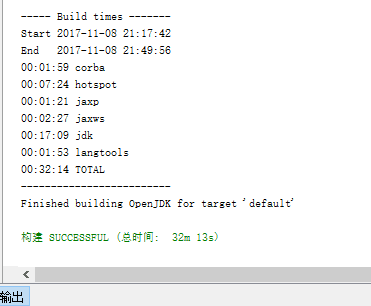 ----- Build times -------
Start 2017-11-08 21:17:42
End   2017-11-08 21:49:56
00:01:59 corba
00:07:24 hotspot
00:01:21 jaxp
00:02:27 jaxws
00:17:09 jdk
00:01:53 langtools
00:32:14 TOTAL
-------------------------
Finished building OpenJDK for target 'default'
构建 SUCCESSFUL (总时间:  32m 13s)
输出